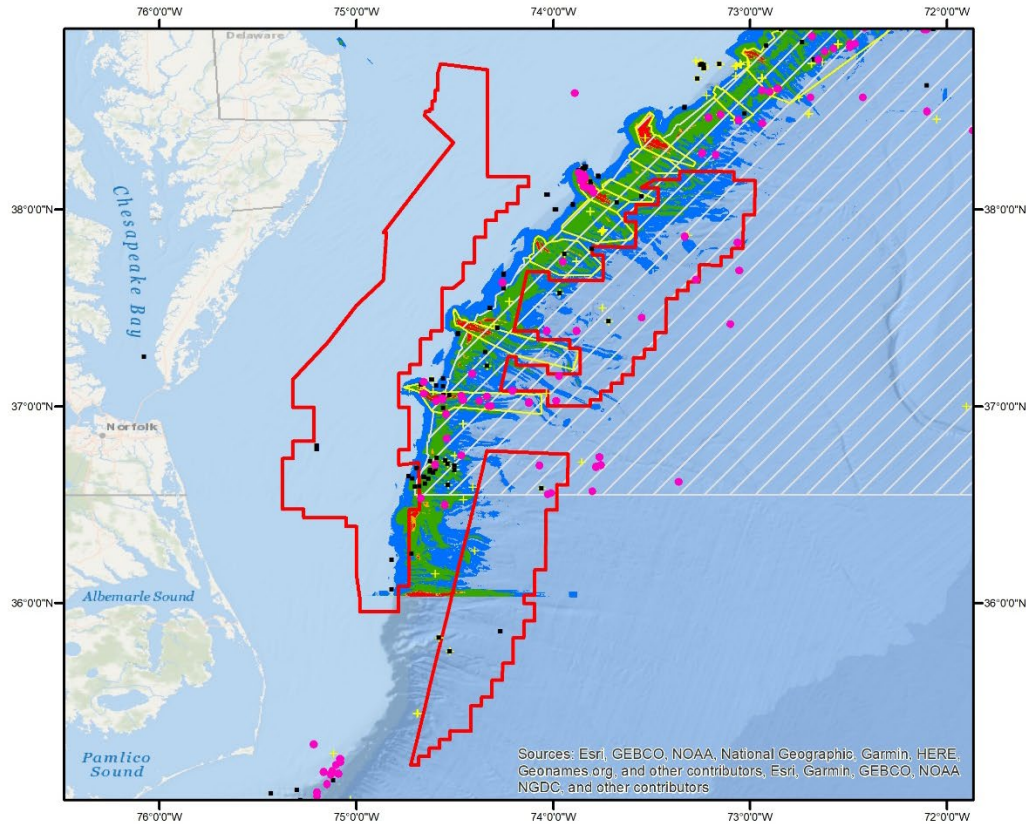 76°0'0"W 75°0'0"W 74°0'0"W 73°0'0"W 72°0'0"W
Delaware
38°0'0"N
38°0'0"N
Chesapeake Bay
37°0'0"N
37°0'0"N
Norfolk
36°0'0"N
36°0'0"N
Albemarle Sound
Pamlico
Sound
Sources: Esri, GEBCO, NOAA, National Geographic, Garmin, HERE,
Geonames.org, and other contributors, Esri, Garmin, GEBCO, NOAA
NGDC, and other contributors
76°0'0"W 75°0'0"W 74°0'0"W 73°0'0"W 72°0'0"W